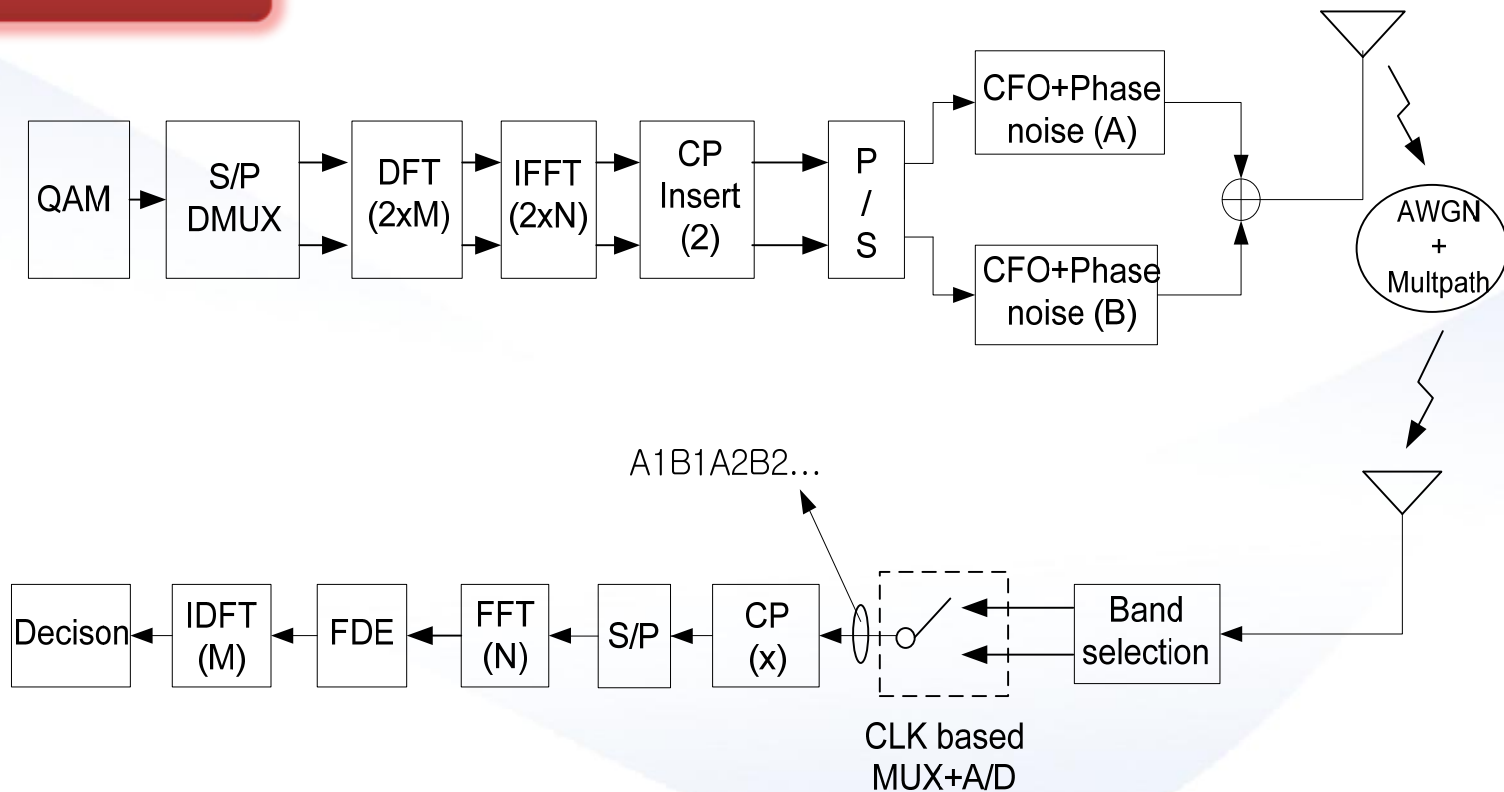 QAM
S/P
DMUX
DFT
(2xM)
IFFT
(2xN)
CP
Insert
(2)
P
/
S
CFO+Phase
noise (A)
CFO+Phase
noise (B)
AWGN
+
Multpath
A1B1A2B2...
Decison
IDFT
(M)
FDE
FFT
(N)
S/P
CP
(x)
CLK based
MUX+A/D
Band
selection